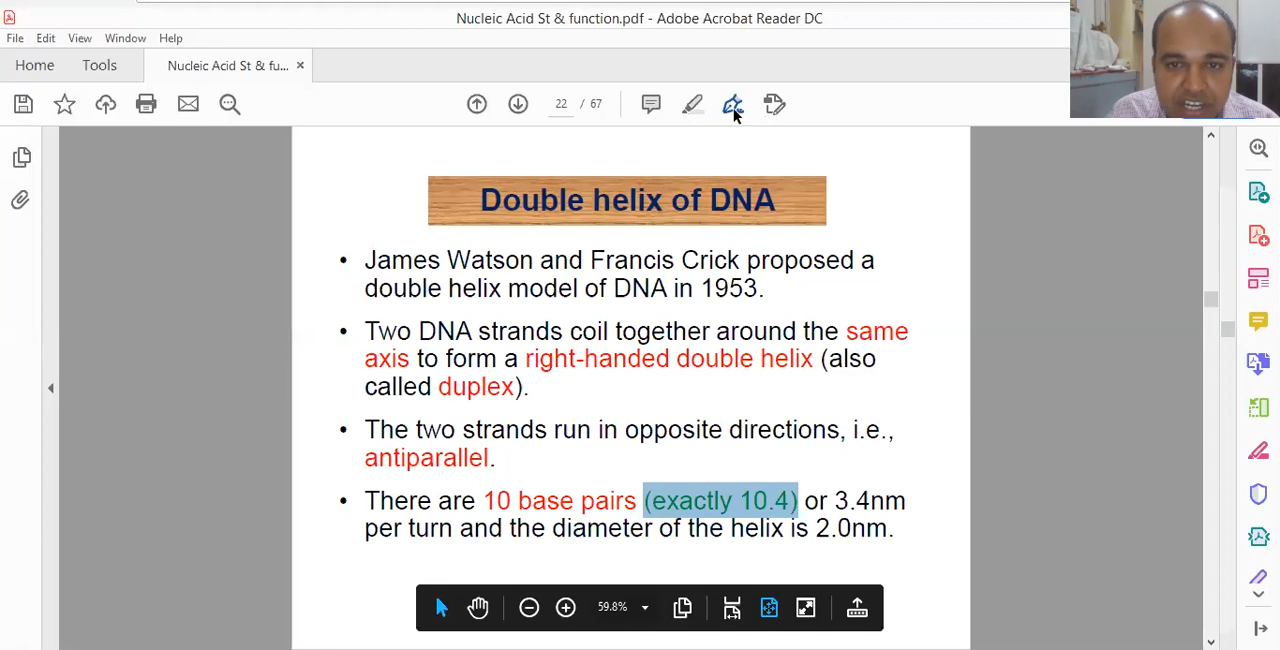 Nucleic Acid St & function.pdf - Adobe Acrobat Reader DC
File Edit View Window Help
Home Tools Nucleic Acid St & fu... ×
22 / 67
Double helix of DNA
• James Watson and Francis Crick proposed a
double helix model of DNA in 1953.
• Two DNA strands coil together around the same
axis to form a right-handed double helix (also
called duplex).
• The two strands run in opposite directions, i.e.,
antiparallel.
• There are 10 base pairs (exactly 10.4) or 3.4nm
per turn and the diameter of the helix is 2.0nm.
59.8%